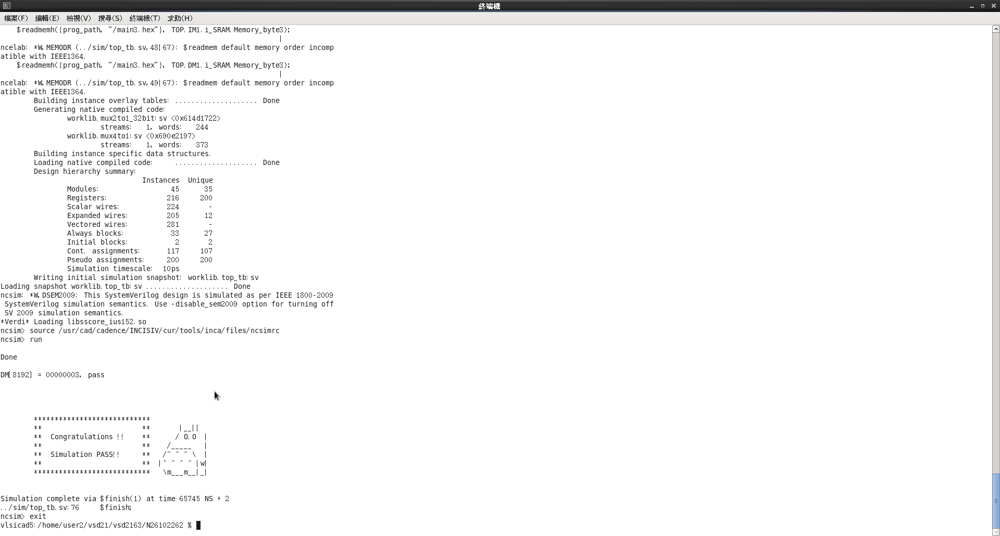 終端機
檔案(F) 編輯(E) 檢視(V) 搜尋(S) 終端機(T) 求助(H)
    $readmemh({prog_path, "/main3.hex"}, TOP.IM1.i_SRAM.Memory_byte3);
                                                                   |
ncelab: *W,MEMODR (../sim/top_tb.sv,48|67): $readmem default memory order incomp
atible with IEEE1364.
    $readmemh({prog_path, "/main3.hex"}, TOP.DM1.i_SRAM.Memory_byte3);
                                                                   |
ncelab: *W,MEMODR (../sim/top_tb.sv,49|67): $readmem default memory order incomp
atible with IEEE1364.
        Building instance overlay tables: .................... Done
        Generating native compiled code:
                worklib.mux2to1_32bit:sv <0x614d1722>
                        streams:   1, words:   244
                worklib.mux4to1:sv <0x690e2197>
                        streams:   1, words:   373
        Building instance specific data structures.
        Loading native compiled code:     .................... Done
        Design hierarchy summary:
                                  Instances  Unique
                Modules:                 45      35
                Registers:              216     200
                Scalar wires:           224       -
                Expanded wires:         205      12
                Vectored wires:         281       -
                Always blocks:           33      27
                Initial blocks:           2       2
                Cont. assignments:      117     107
                Pseudo assignments:     200     200
                Simulation timescale:  10ps
        Writing initial simulation snapshot: worklib.top_tb:sv
Loading snapshot worklib.top_tb:sv .................... Done
ncsim: *W,DSEM2009: This SystemVerilog design is simulated as per IEEE 1800-2009
 SystemVerilog simulation semantics. Use -disable_sem2009 option for turning off
 SV 2009 simulation semantics.
*Verdi* Loading libsscore_ius152.so
ncsim> source /usr/cad/cadence/INCISIV/cur/tools/inca/files/ncsimrc
ncsim> run
Done
DM[8192] = 00000003, pass
        ****************************
        **                        **       |__||
        **  Congratulations !!    **      / O.O  |
        **                        **    /_____   |
        **  Simulation PASS!!     **   /^ ^ ^ \  |
        **                        **  |^ ^ ^ ^ |w|
        ****************************   \m___m__|_|
Simulation complete via $finish(1) at time 65745 NS + 2
../sim/top_tb.sv:76     $finish;
ncsim> exit
vlsicad5:/home/user2/vsd21/vsd2163/N26102262 %